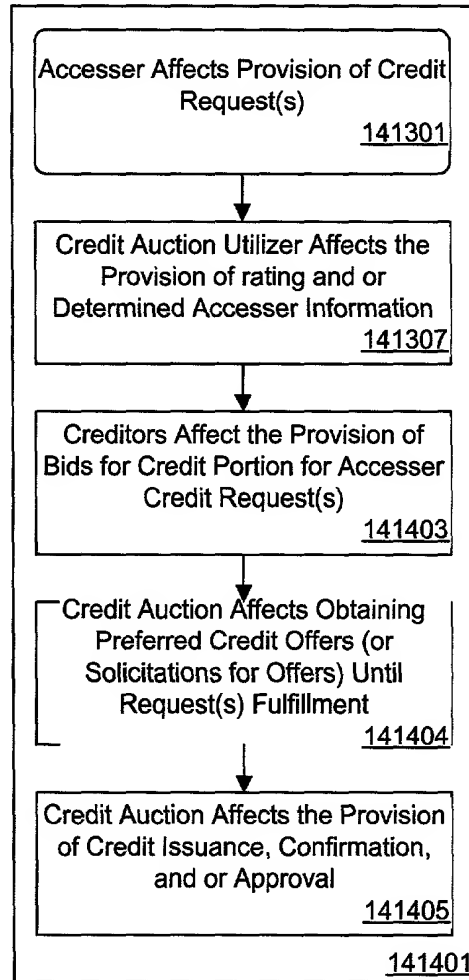 Accesser Affects Provision of Credit
Request(s)
141301
Credit Auction Utilizer Affects the
Provision of rating and or
Determined Accesser Information
141307
Creditors Affect the Provision of
Bids for Credit Portion for Accesser
Credit Request(s)
141403
Credit Auction Affects Obtaining
Preferred Credit Offers (or
Solicitations for Offers) Until
Request(s) Fulfillment
141404
Credit Auction Affects the Provision
of Credit Issuance, Confirmation,
and or Approval
141405
141401